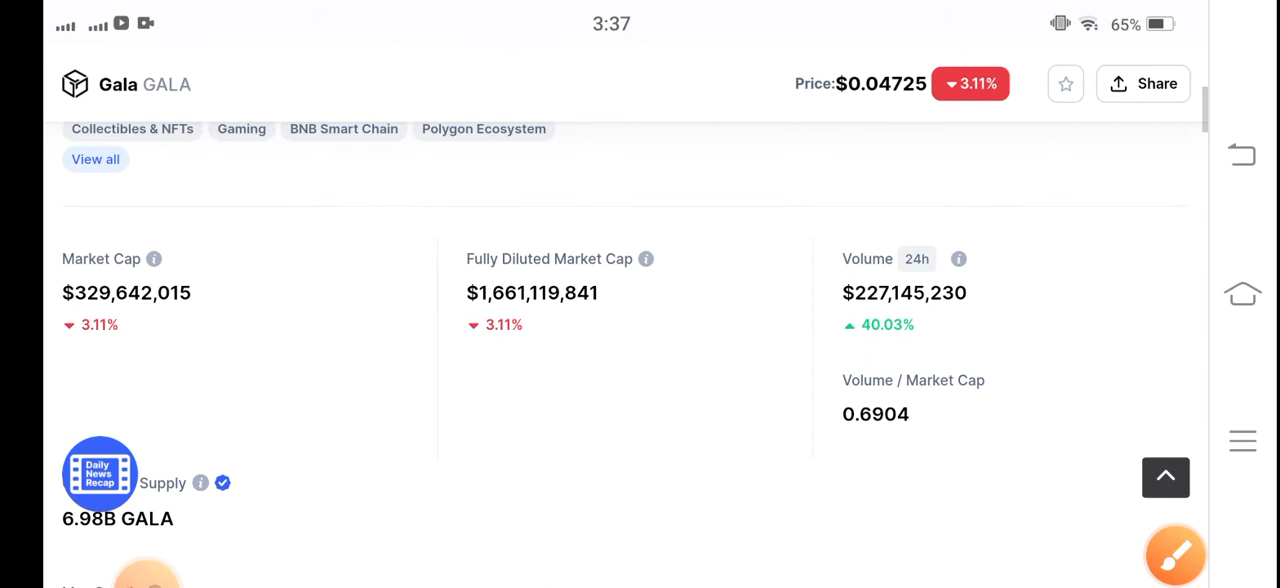 3:37
65%
Gala GALA
Price:$0.04725 3.11%
Share
Collectibles & NFTs Gaming BNB Smart Chain Polygon Ecosystem
View all
Market Cap
$329,642,015
3.11%
Fully Diluted Market Cap
$1,661,119,841
3.11%
Volume 24h
$227,145,230
40.03%
Volume / Market Cap
0.6904
Daily
News
Recap
Supply
6.98B GALA